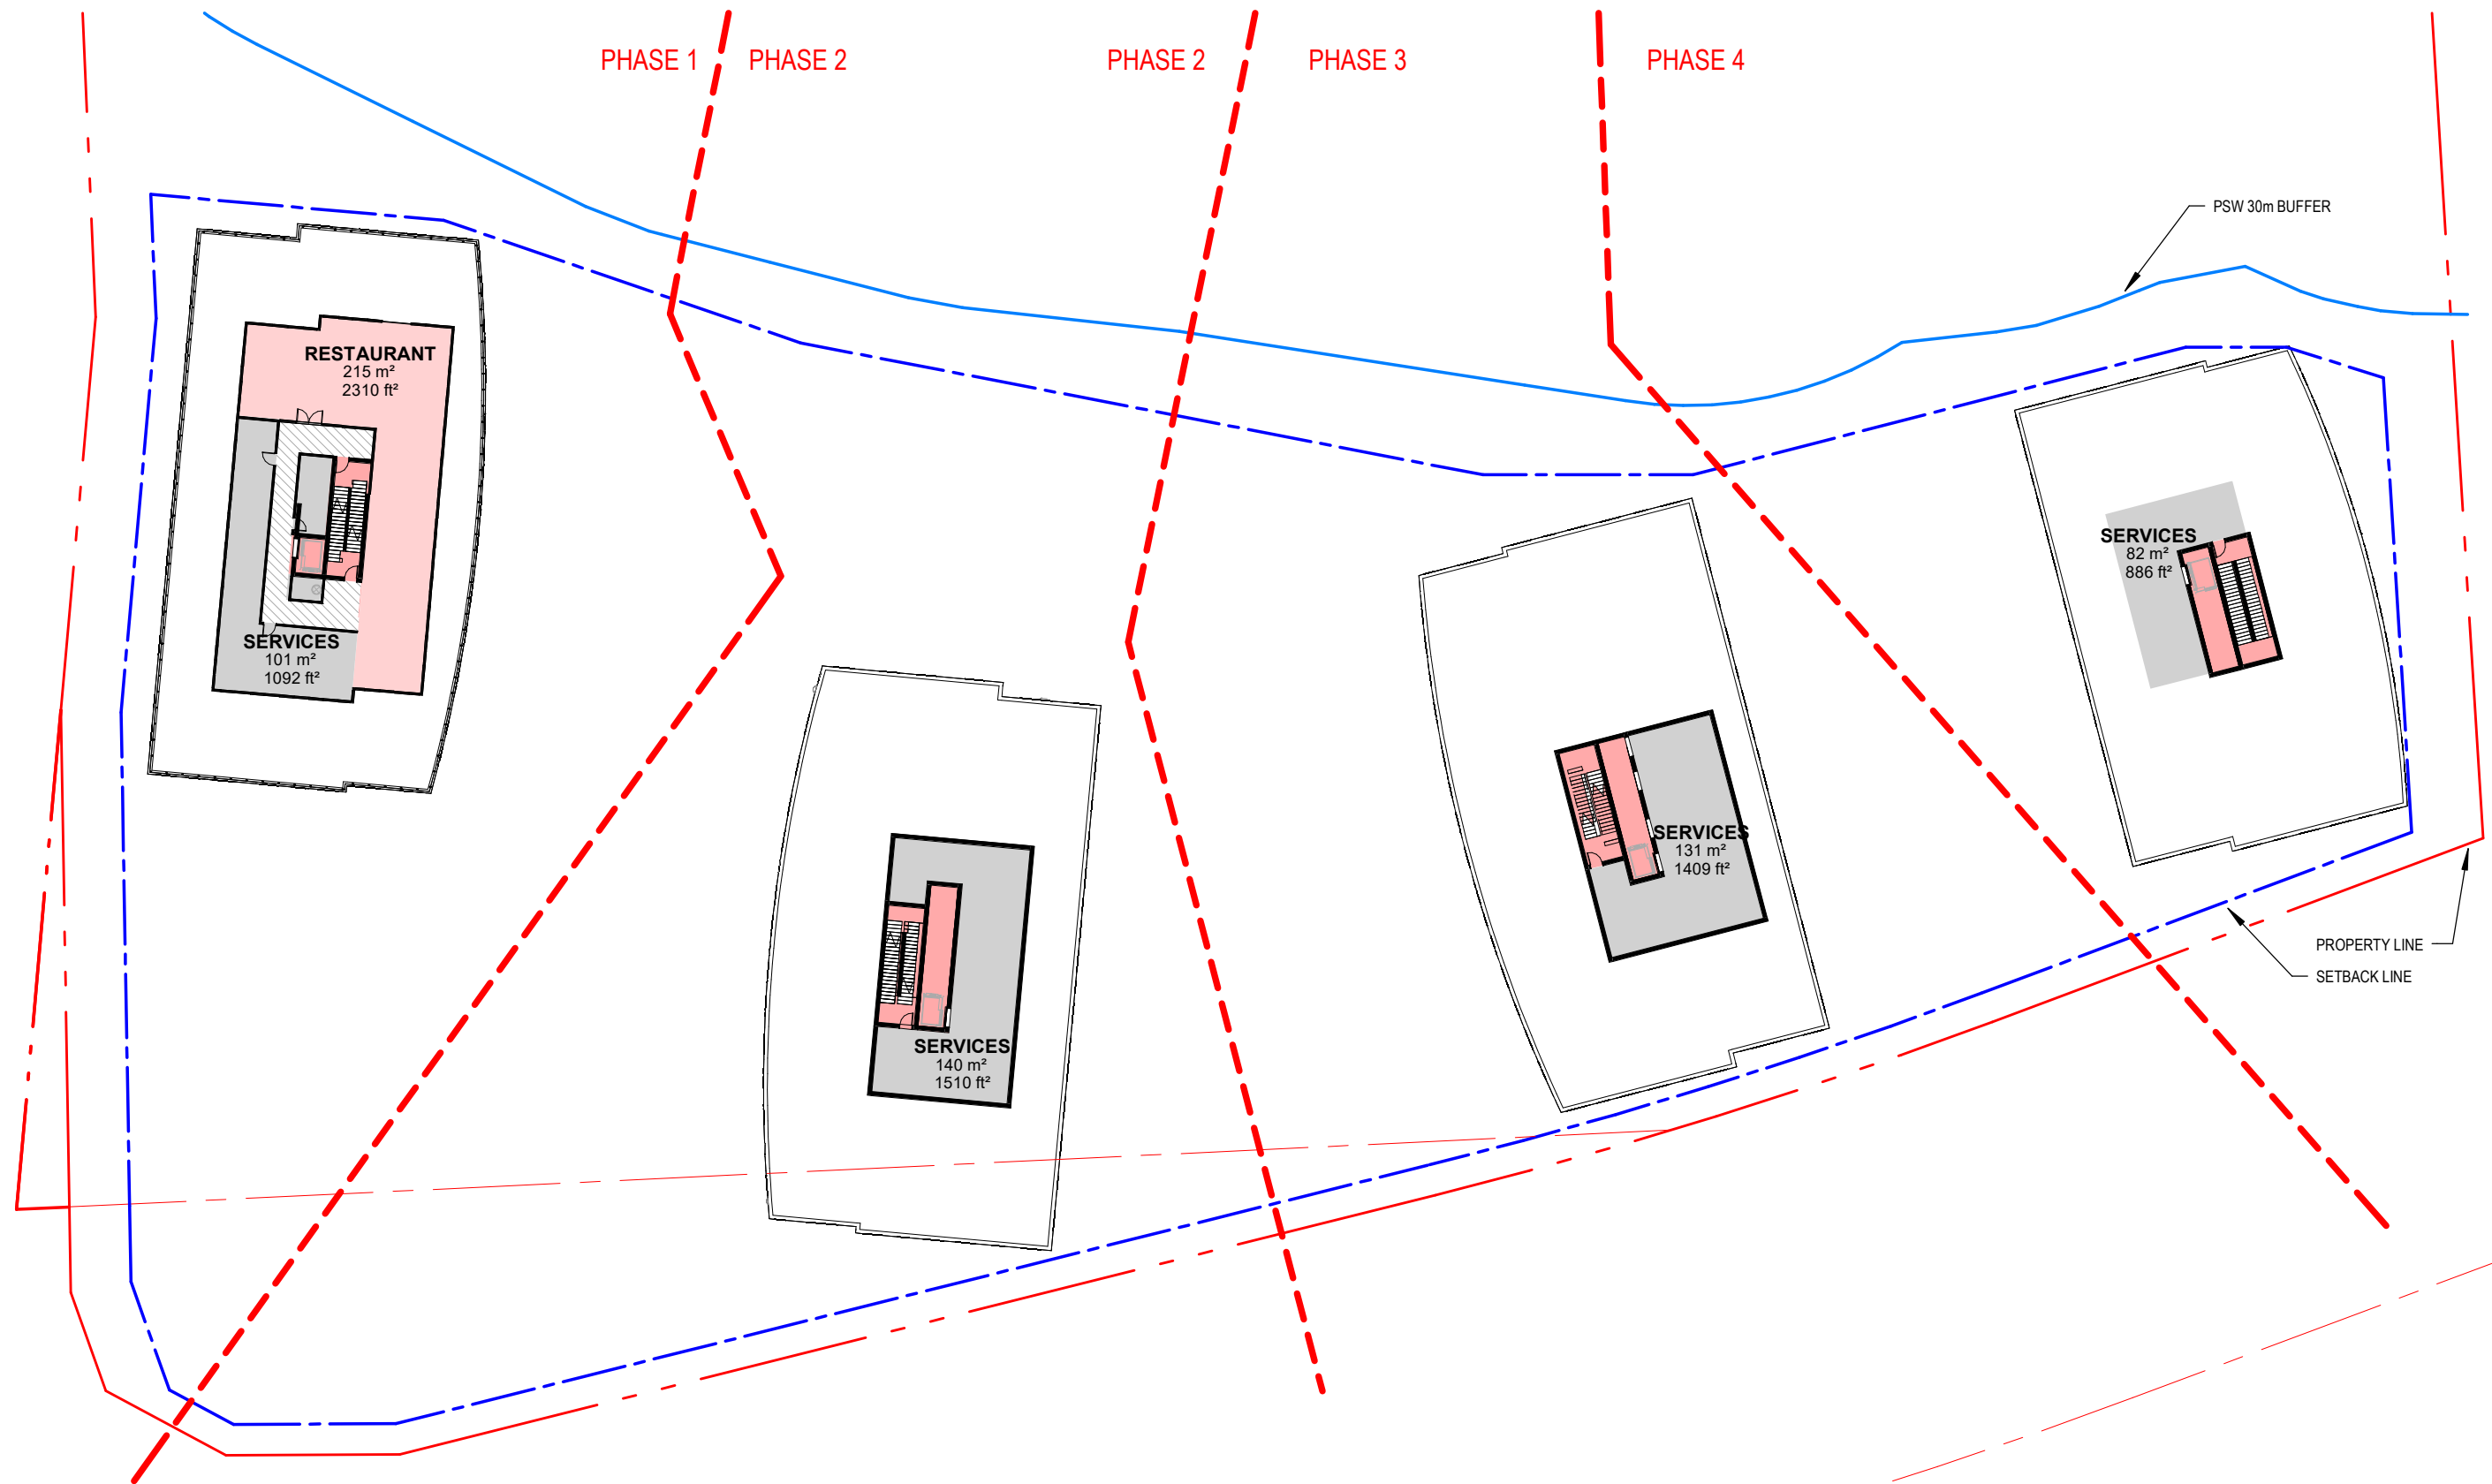 PHASE 1
PHASE 2
PHASE 2
PHASE 3
PHASE 4
PSW 30m BUFFER
RESTAURANT
215 m²
2310 ft²
SERVICES
101 m²
1092 ft²
SERVICES
82 m²
886 ft²
SERVICES
131 m²
1409 ft²
SERVICES
140 m²
1510 ft²
PROPERTY LINE
SETBACK LINE